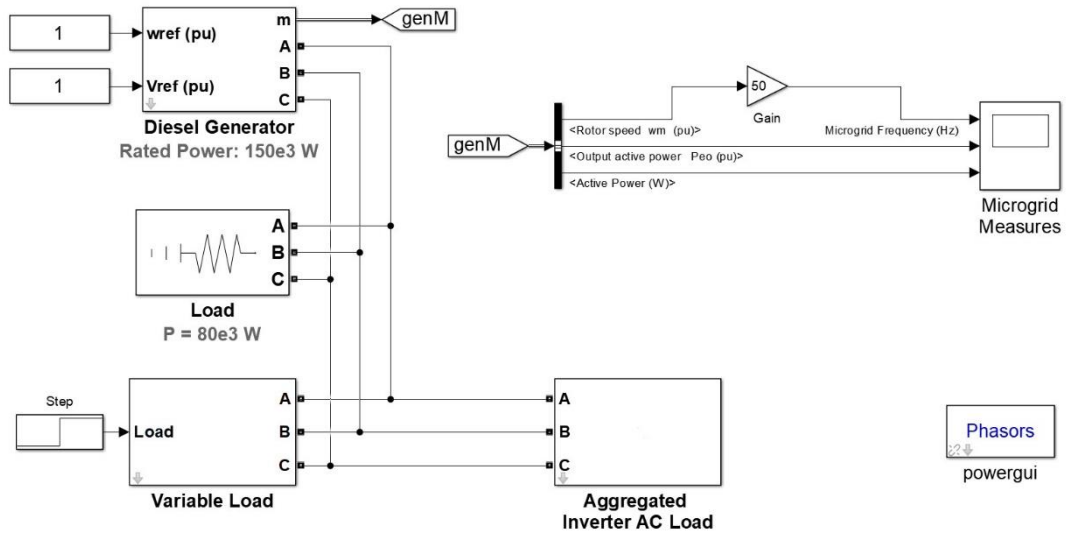 1
wref (pu)
m
genM
A
1
Vref (pu)
B
C
Diesel Generator
Rated Power: 150e3 W
50
Gain
genM
<Rotor speed wm (pu)>
Microgrid Frequency (Hz)
<Output active power Peo (pu)>
<Active Power (W)>
Microgrid
Measures
A
B
C
Load
P = 80e3 W
Step
Load
A
B
C
Variable Load
A
B
C
Aggregated
Inverter AC Load
Phasors
powergui